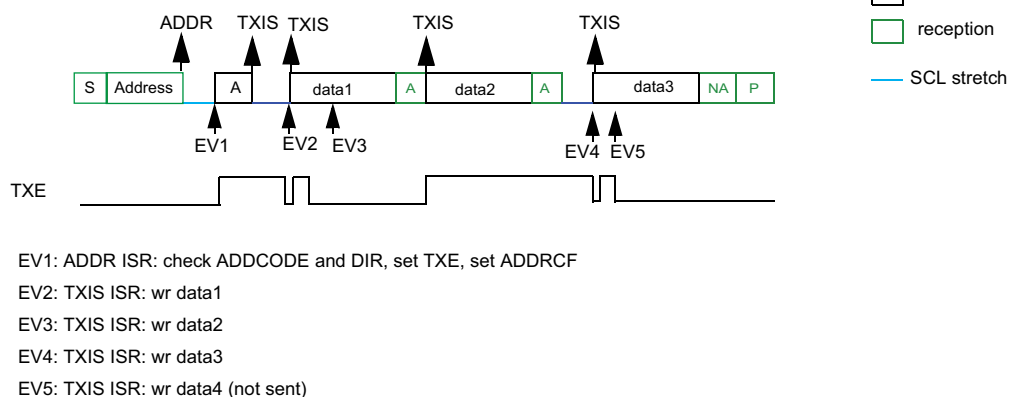 ADDR TXIS TXIS TXIS TXIS
reception
S Address A data1 A data2 A data3 NA P
SCL stretch
EV1 EV2 EV3 EV4 EV5
TXE
EV1: ADDR ISR: check ADDCODE and DIR, set TXE, set ADDRCF
EV2: TXIS ISR: wr data1
EV3: TXIS ISR: wr data2
EV4: TXIS ISR: wr data3
EV5: TXIS ISR: wr data4 (not sent)